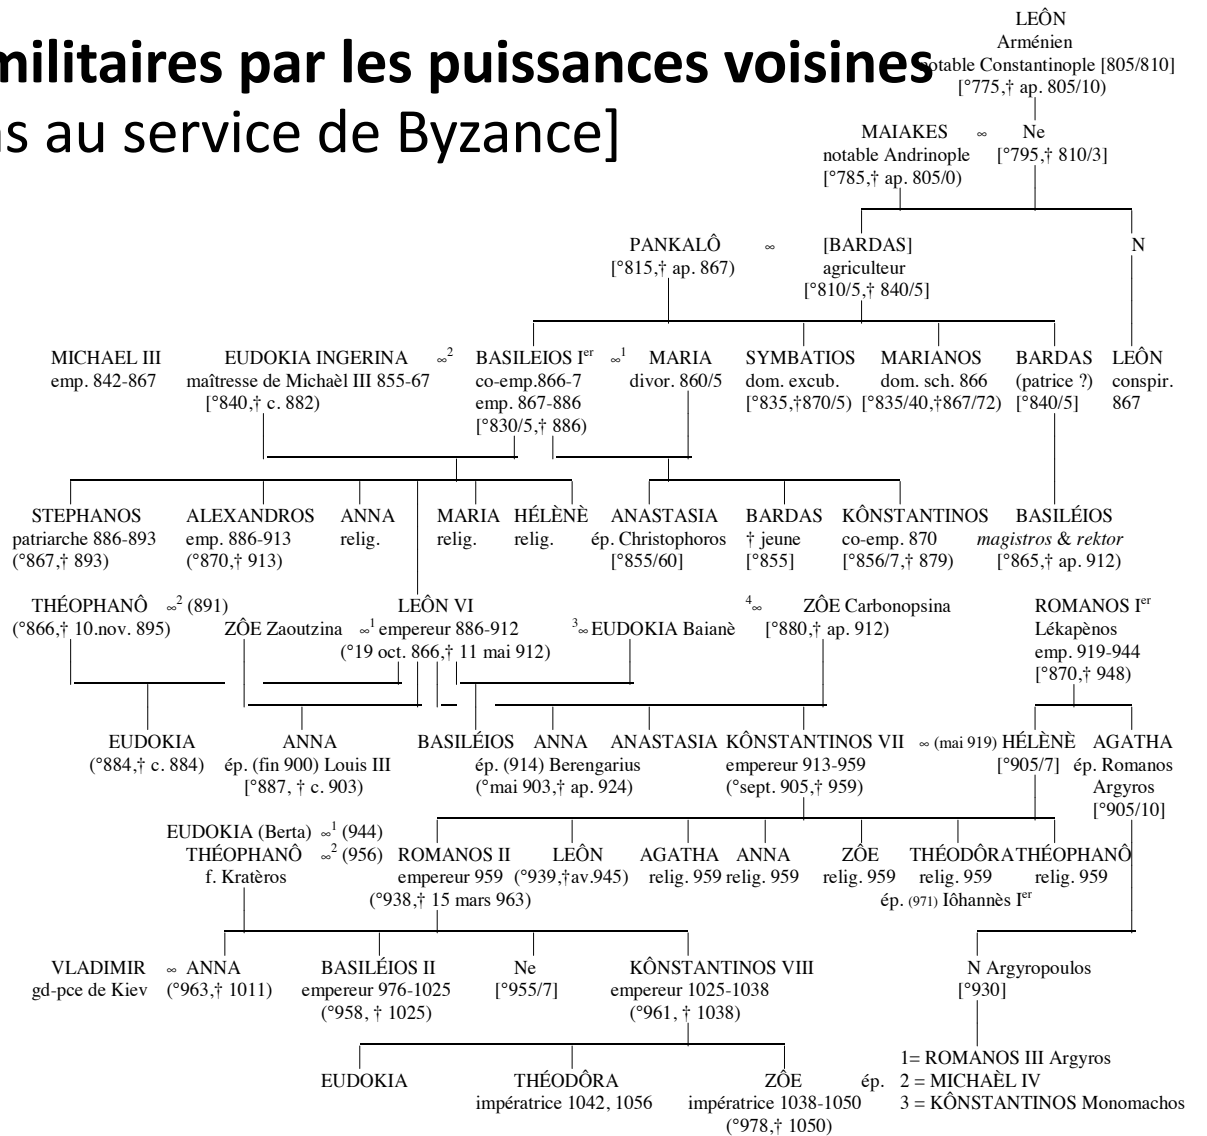 LEÔN
Arménien
militaires par les puissances voisines
notable Constantinople [805/810]
[°775,† ap. 805/10)
ns au service de Byzance]
MAIAKES ∞ Ne
notable Andrinople [°795,† 810/3]
[°785,† ap. 805/0)
PANKALÔ ∞ [BARDAS] N
[°815,† ap. 867) agriculteur
[°810/5,† 840/5]
MICHAEL III EUDOKIA INGERINA ∞² BASILEIOS Iᵉʳ ∞¹ MARIA SYMBATIOS MARIANOS BARDAS LEÔN
emp. 842-867 maîtresse de Michaèl III 855-67 co-emp.866-7 divor. 860/5 dom. excub. dom. sch. 866 (patrice ?) conspir.
[°840,† c. 882) emp. 867-886 [°835,†870/5) [°835/40,†867/72) [°840/5] 867
[°830/5,† 886)
STEPHANOS ALEXANDROS ANNA MARIA HÉLÈNÈ ANASTASIA BARDAS KÔNSTANTINOS BASILÉIOS
patriarche 886-893 emp. 886-913 relig. relig. relig. ép. Christophoros † jeune co-emp. 870 magistros & rektor
(°867,† 893) (°870,† 913) [°855/60] [°855] [°856/7,† 879) [°865,† ap. 912)
THÉOPHANÔ ∞² (891) LEÔN VI ⁴∞ ZÔE Carbonopsina ROMANOS Iᵉʳ
(°866,† 10.nov. 895) ZÔE Zaoutzina ∞¹ empereur 886-912 ³∞ EUDOKIA Baianè [°880,† ap. 912) Lékapènos
(°19 oct. 866,† 11 mai 912) emp. 919-944
[°870,† 948)
EUDOKIA ANNA BASILÉIOS ANNA ANASTASIA KÔNSTANTINOS VII ∞ (mai 919) HÉLÈNÈ AGATHA
(°884,† c. 884) ép. (fin 900) Louis III ép. (914) Berengarius empereur 913-959 [°905/7] ép. Romanos
[°887, † c. 903) (°mai 903,† ap. 924) (°sept. 905,† 959) Argyros
[°905/10]
EUDOKIA (Berta) ∞¹ (944)
THÉOPHANÔ ∞² (956) ROMANOS II LEÔN AGATHA ANNA ZÔE THÉODÔRA THÉOPHANÔ
f. Kratèros empereur 959 (°939,†av.945) relig. 959 relig. 959 relig. 959 relig. 959 relig. 959
(°938,† 15 mars 963) ép. (971) Iôhannès Iᵉʳ
VLADIMIR ∞ ANNA BASILÉIOS II Ne KÔNSTANTINOS VIII N Argyropoulos
gd-pce de Kiev (°963,† 1011) empereur 976-1025 [°955/7] empereur 1025-1038 [°930]
(°958, † 1025) (°961, † 1038)
1= ROMANOS III Argyros
EUDOKIA THÉODÔRA ZÔE ép. 2 = MICHAÈL IV
impératrice 1042, 1056 impératrice 1038-1050 3 = KÔNSTANTINOS Monomachos
(°978,† 1050)